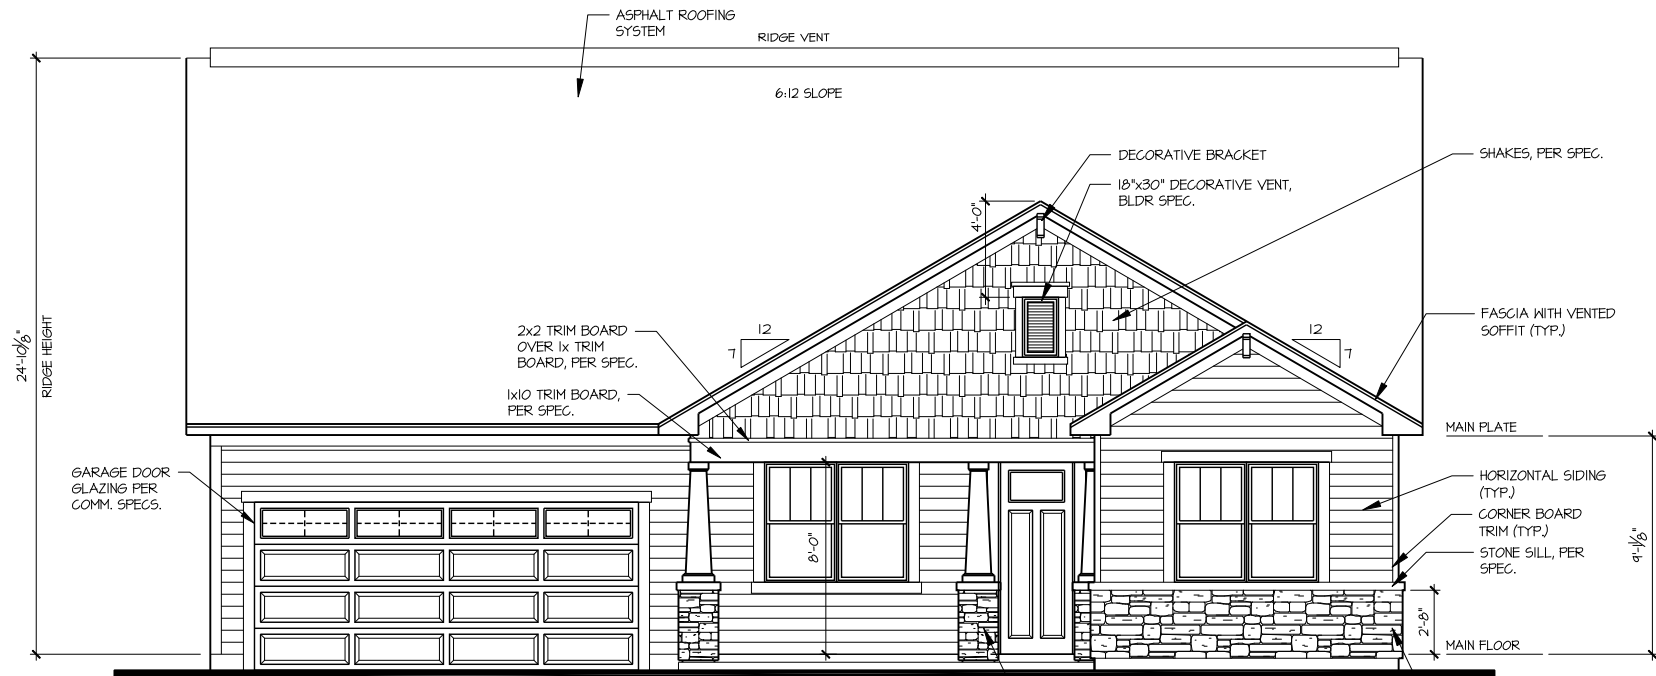 ASPHALT ROOFING
SYSTEM
RIDGE VENT
6:12 SLOPE
DECORATIVE BRACKET
SHAKES, PER SPEC.
18"x30" DECORATIVE VENT,
BLDR SPEC.
4'-0"
24'-10⅞"
RIDGE HEIGHT
2x2 TRIM BOARD
OVER 1x TRIM
BOARD, PER SPEC.
12
7
12
7
FASCIA WITH VENTED
SOFFIT (TYP.)
1x10 TRIM BOARD,
PER SPEC.
MAIN PLATE
GARAGE DOOR
GLAZING PER
COMM. SPECS.
HORIZONTAL SIDING
(TYP.)
CORNER BOARD
TRIM (TYP.)
STONE SILL, PER
SPEC.
8'-0"
9'-1⅛"
2'-8"
MAIN FLOOR